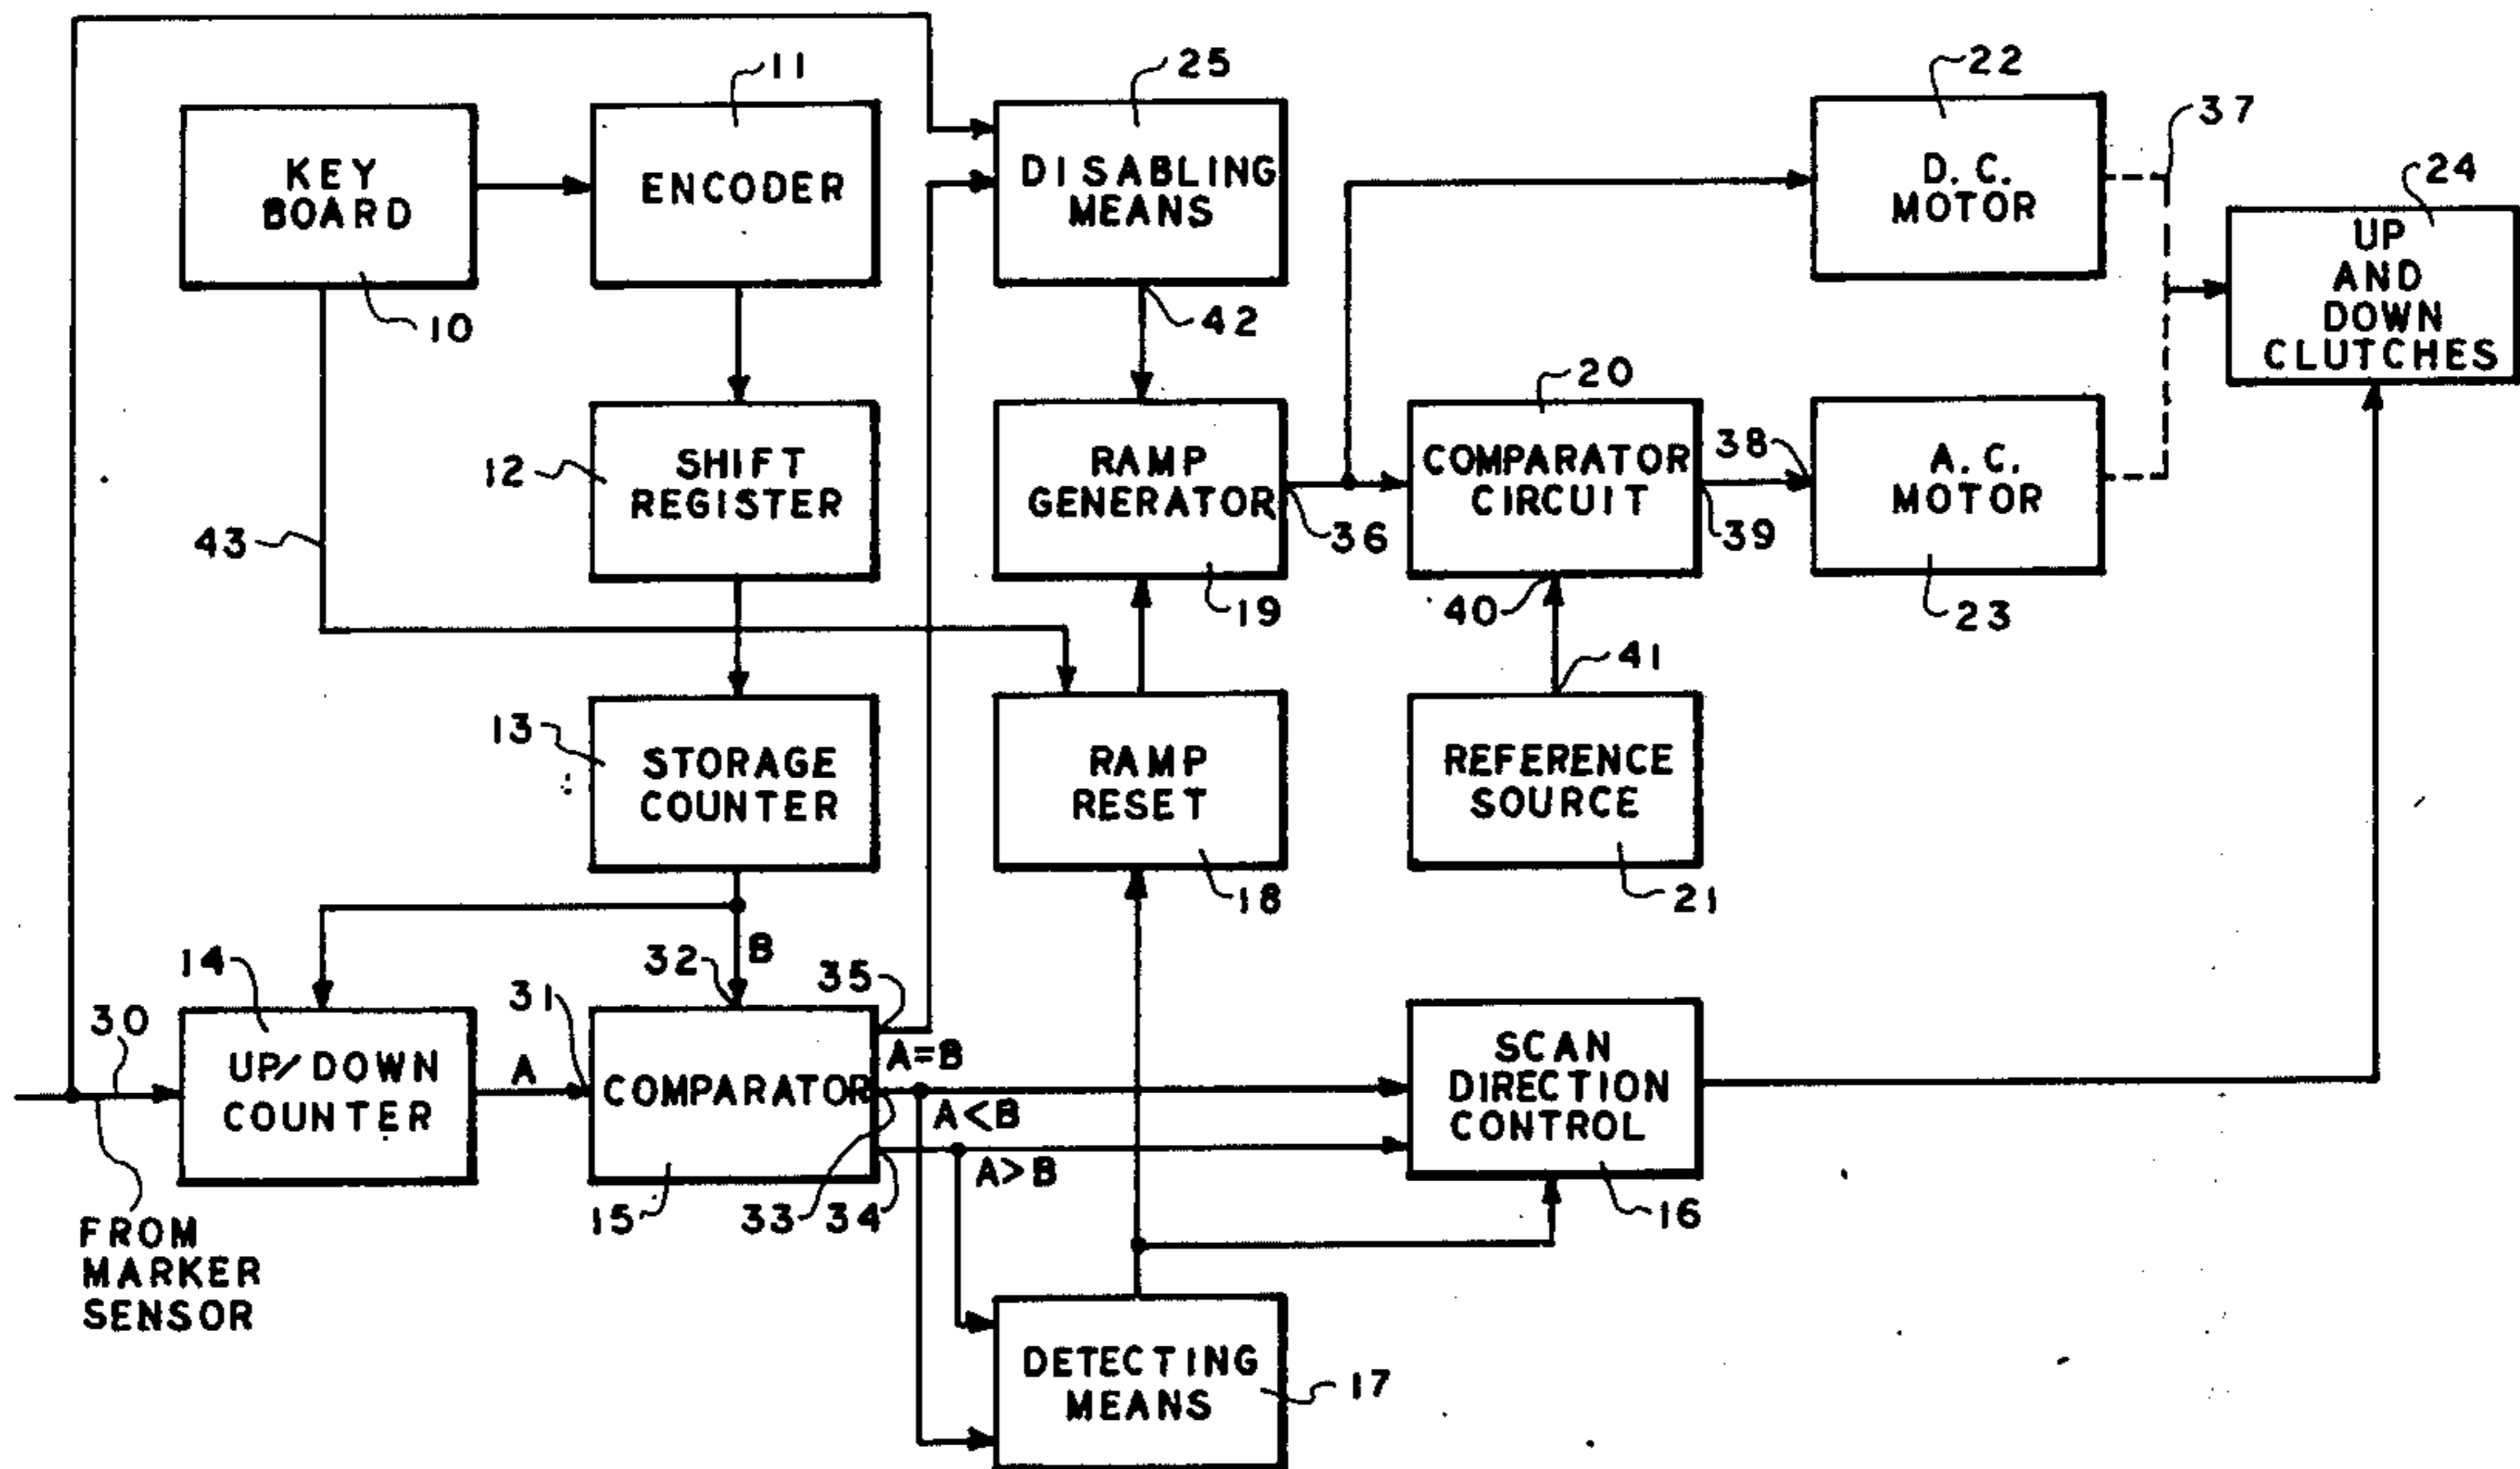 11
25
22
37
KEY
BOARD
ENCODER
DISABLING
MEANS
D.C.
MOTOR
24
UP
AND
DOWN
CLUTCHES
10
42
20
12
SHIFT
REGISTER
RAMP
GENERATOR
COMPARATOR
CIRCUIT
38
A.C.
MOTOR
43
36
39
19
40
23
41
13
STORAGE
COUNTER
RAMP
RESET
REFERENCE
SOURCE
18
21
14
32
B
35
30
31
UP/DOWN
COUNTER
A
COMPARATOR
A=B
A<B
A>B
SCAN
DIRECTION
CONTROL
15
33
34
16
FROM
MARKER
SENSOR
DETECTING
MEANS
17